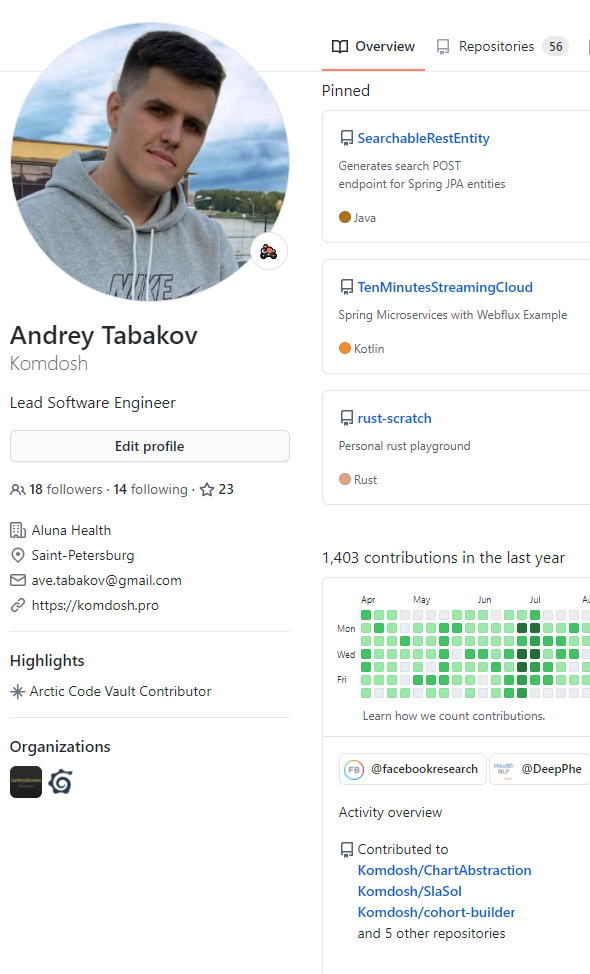 Overview
Repositories 56
NIKE
Andrey Tabakov
Komdosh
Lead Software Engineer
Edit profile
18 followers · 14 following · 23
Aluna Health
Saint-Petersburg
ave.tabakov@gmail.com
https://komdosh.pro
Highlights
Arctic Code Vault Contributor
Organizations
Pinned
SearchableRestEntity
Generates search POST
endpoint for Spring JPA entities
Java
TenMinutesStreamingCloud
Spring Microservices with Webflux Example
Kotlin
rust-scratch
Personal rust playground
Rust
1,403 contributions in the last year
Apr May Jun Jul
Mon
Wed
Fri
Learn how we count contributions.
FB @facebookresearch
Health NLP @DeepPhe
Activity overview
Contributed to
Komdosh/ChartAbstraction
Komdosh/SlaSol
Komdosh/cohort-builder
and 5 other repositories